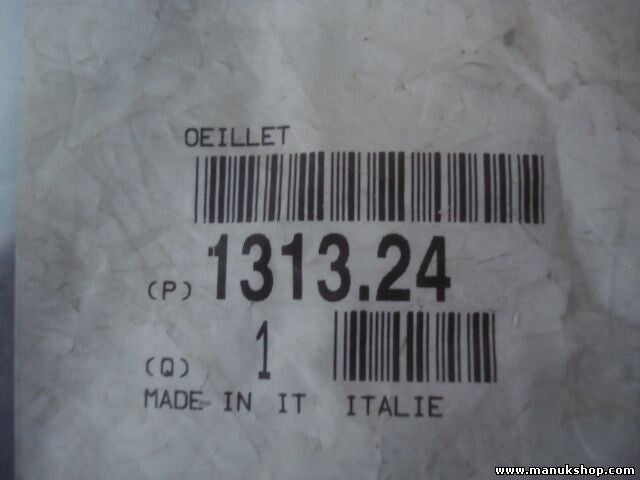 OEILLET
(P) 1313.24
(Q) 1
MADE IN IT ITALIE
www.manukshop.com